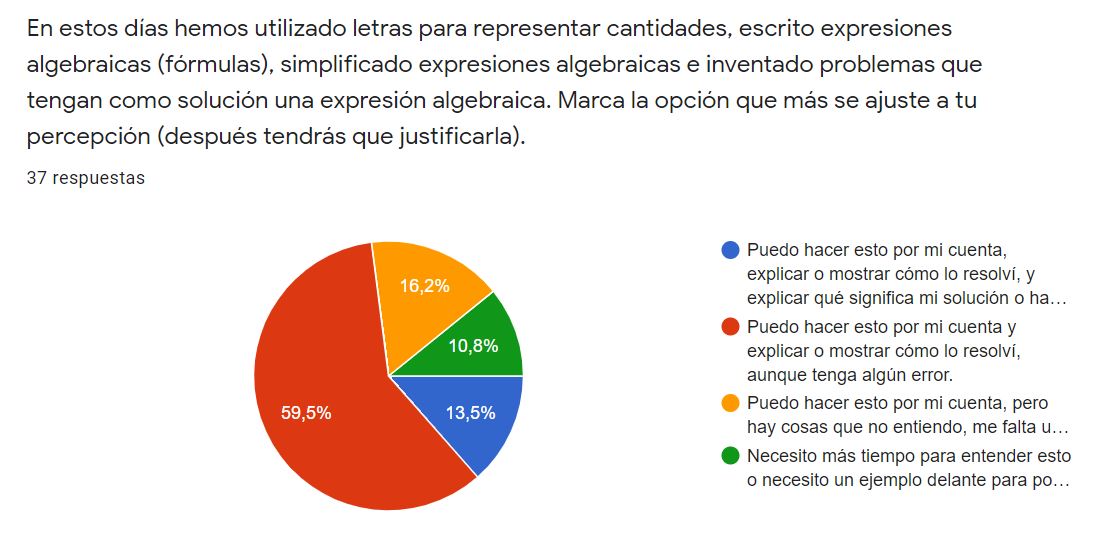 En estos días hemos utilizado letras para representar cantidades, escrito expresiones
algebraicas (fórmulas), simplificado expresiones algebraicas e inventado problemas que
tengan como solución una expresión algebraica. Marca la opción que más se ajuste a tu
percepción (después tendrás que justificarla).
37 respuestas
16,2%
10,8%
59,5%
13,5%
Puedo hacer esto por mi cuenta,
explicar o mostrar cómo lo resolví, y
explicar qué significa mi solución o ha…
Puedo hacer esto por mi cuenta y
explicar o mostrar cómo lo resolví,
aunque tenga algún error.
Puedo hacer esto por mi cuenta, pero
hay cosas que no entiendo, me falta u…
Necesito más tiempo para entender esto
o necesito un ejemplo delante para po…